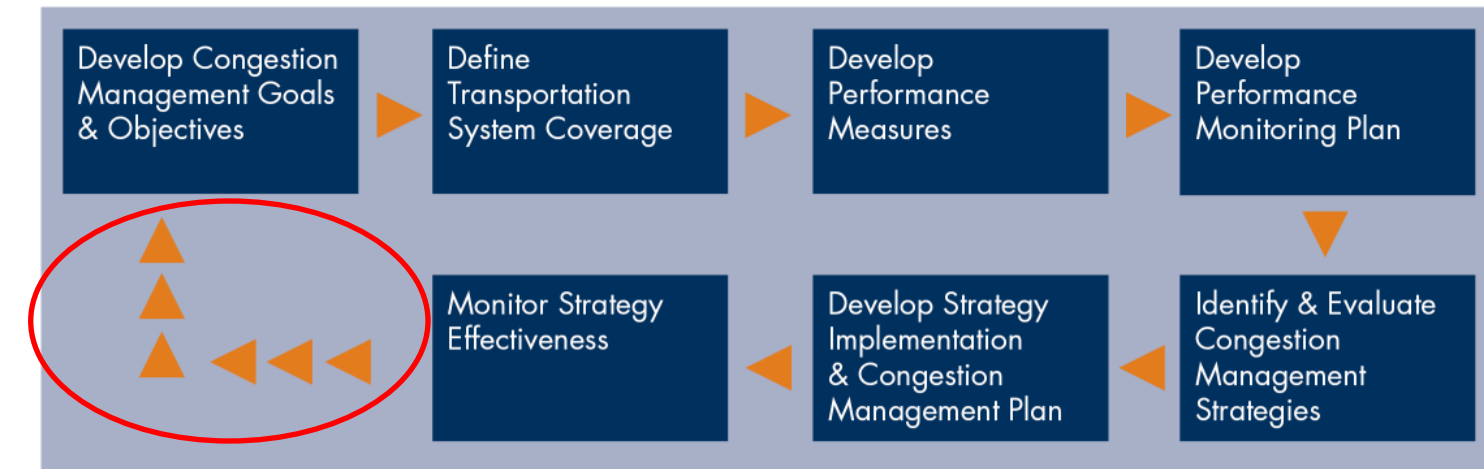 Develop Congestion
Management Goals
& Objectives
Define
Transportation
System Coverage
Develop
Performance
Measures
Develop
Performance
Monitoring Plan
Identify & Evaluate
Congestion
Management
Strategies
Develop Strategy
Implementation
& Congestion
Management Plan
Monitor Strategy
Effectiveness